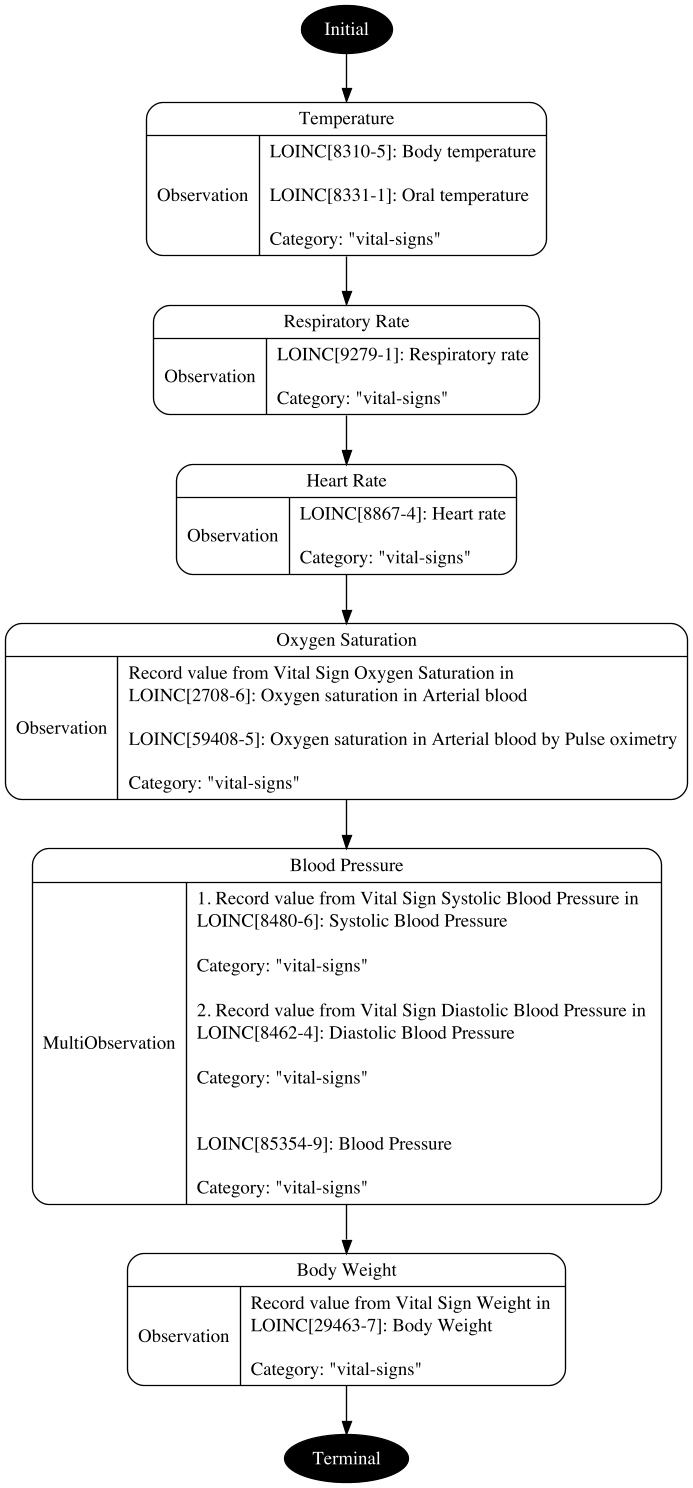 Initial
Temperature
Observation
LOINC[8310-5]: Body temperature
LOINC[8331-1]: Oral temperature
Category: "vital-signs"
Respiratory Rate
Observation
LOINC[9279-1]: Respiratory rate
Category: "vital-signs"
Heart Rate
Observation
LOINC[8867-4]: Heart rate
Category: "vital-signs"
Oxygen Saturation
Observation
Record value from Vital Sign Oxygen Saturation in
LOINC[2708-6]: Oxygen saturation in Arterial blood
LOINC[59408-5]: Oxygen saturation in Arterial blood by Pulse oximetry
Category: "vital-signs"
Blood Pressure
MultiObservation
1. Record value from Vital Sign Systolic Blood Pressure in
LOINC[8480-6]: Systolic Blood Pressure
Category: "vital-signs"
2. Record value from Vital Sign Diastolic Blood Pressure in
LOINC[8462-4]: Diastolic Blood Pressure
Category: "vital-signs"
LOINC[85354-9]: Blood Pressure
Category: "vital-signs"
Body Weight
Observation
Record value from Vital Sign Weight in
LOINC[29463-7]: Body Weight
Category: "vital-signs"
Terminal